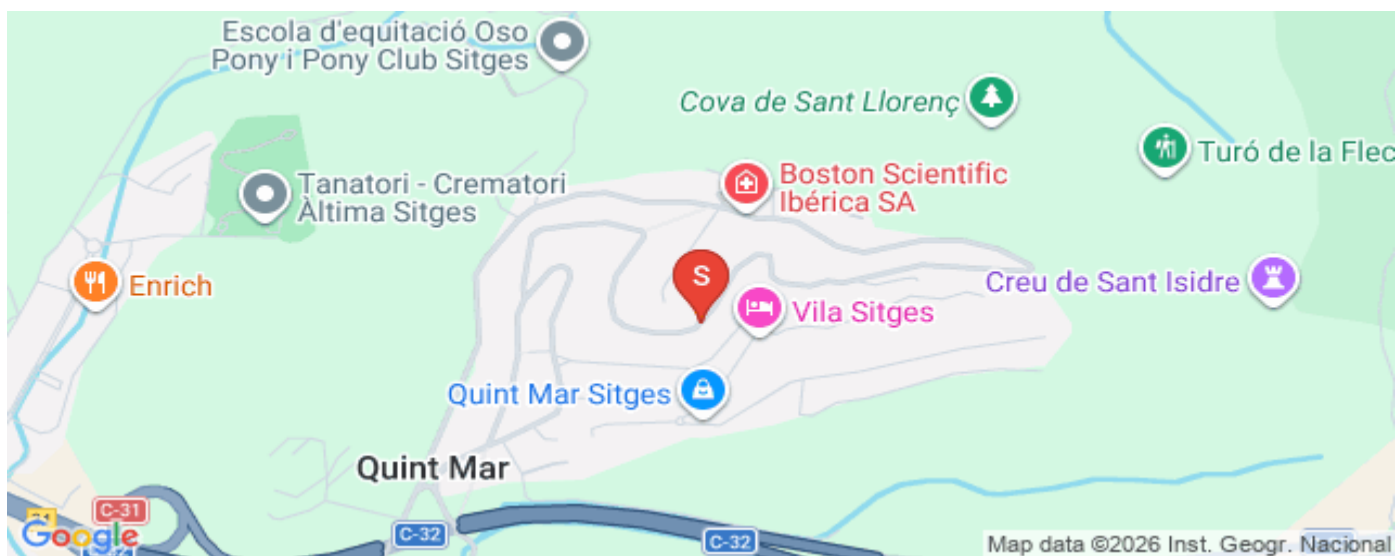 Escola d'equitació Oso
Pony i Pony Club Sitges
Cova de Sant Llorenç
Turó de la Flec
Boston Scientific
Ibérica SA
Tanatori - Crematori
Àltima Sitges
Enrich
S
Creu de Sant Isidre
Vila Sitges
Quint Mar Sitges
Quint Mar
C-31
C-32
C-32
Google
Map data ©2026 Inst. Geogr. Nacional